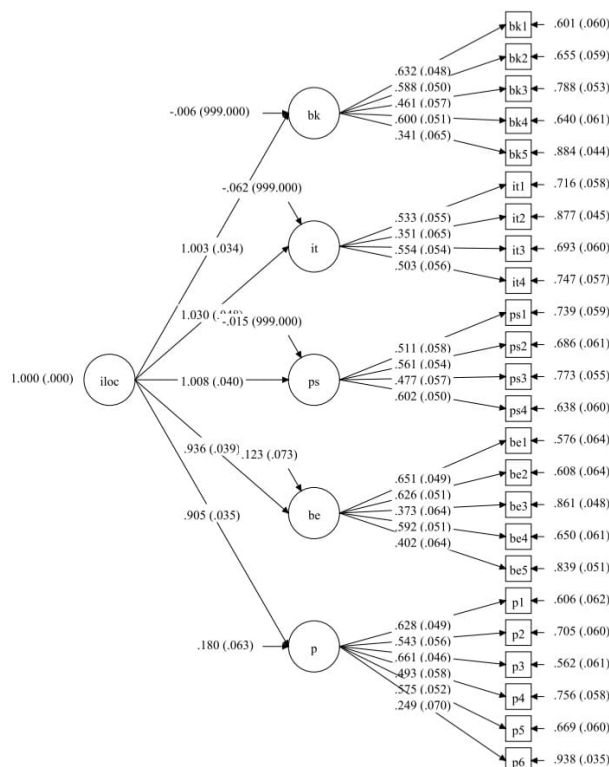 bk1 .601 (.060)
bk2 .655 (.059)
bk3 .788 (.053)
bk4 .640 (.061)
bk5 .884 (.044)
.632 (.048)
.588 (.050)
.461 (.057)
.600 (.051)
.341 (.065)
-.006 (999.000) bk
it1 .716 (.058)
it2 .877 (.045)
it3 .693 (.060)
it4 .747 (.057)
-.062 (999.000)
.533 (.055)
.351 (.065)
.554 (.054)
.503 (.056)
it
1.003 (.034)
1.030
-.015 (999.000)
ps1 .739 (.059)
ps2 .686 (.061)
ps3 .773 (.055)
ps4 .638 (.060)
.511 (.058)
.561 (.054)
.477 (.057)
.602 (.050)
1.000 (.000) iloc 1.008 (.040) ps
be1 .576 (.064)
be2 .608 (.064)
be3 .861 (.048)
be4 .650 (.061)
be5 .839 (.051)
.936 (.039) .123 (.073)
.651 (.049)
.626 (.051)
.373 (.064)
.592 (.051)
.402 (.064)
be
.905 (.035)
p1 .606 (.062)
p2 .705 (.060)
p3 .562 (.061)
p4 .756 (.058)
p5 .669 (.060)
p6 .938 (.035)
.628 (.049)
.543 (.056)
.661 (.046)
.493 (.058)
.575 (.052)
.249 (.070)
.180 (.063) p